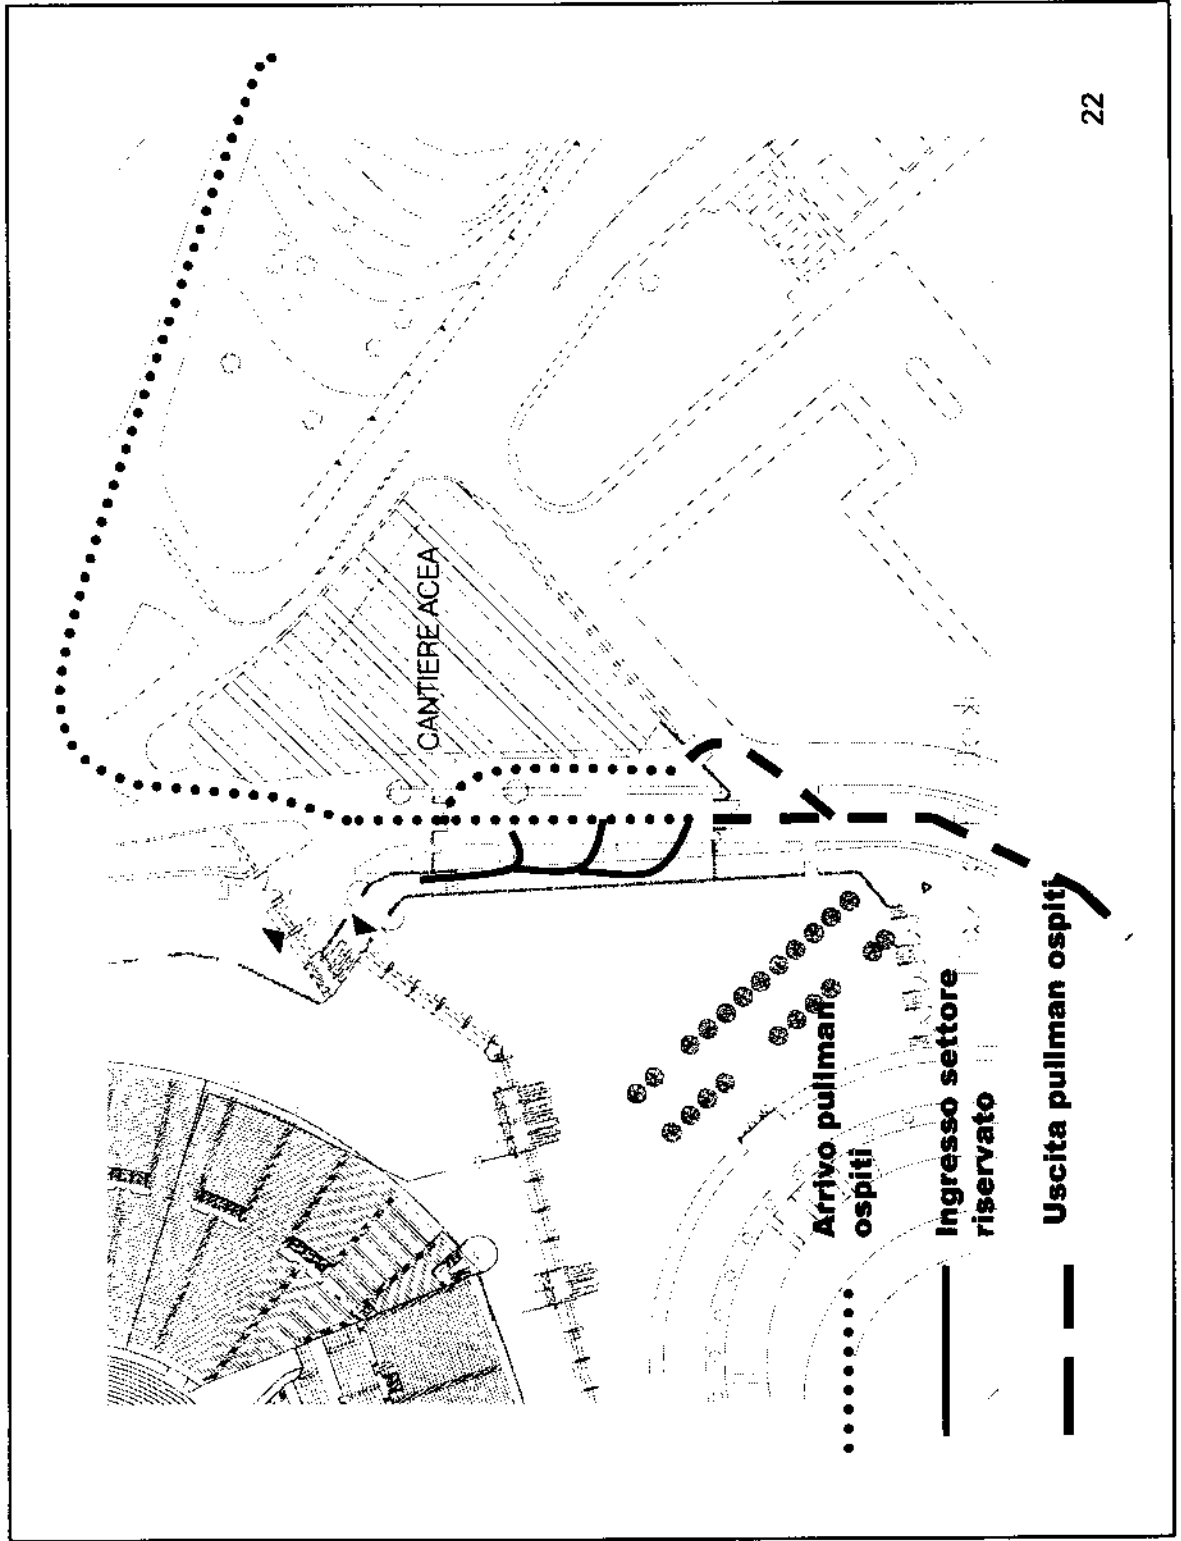 22
CANTIERE ACEA
Arrivo pullman
ospiti
Ingresso settore
riservato
Uscita pullman ospiti